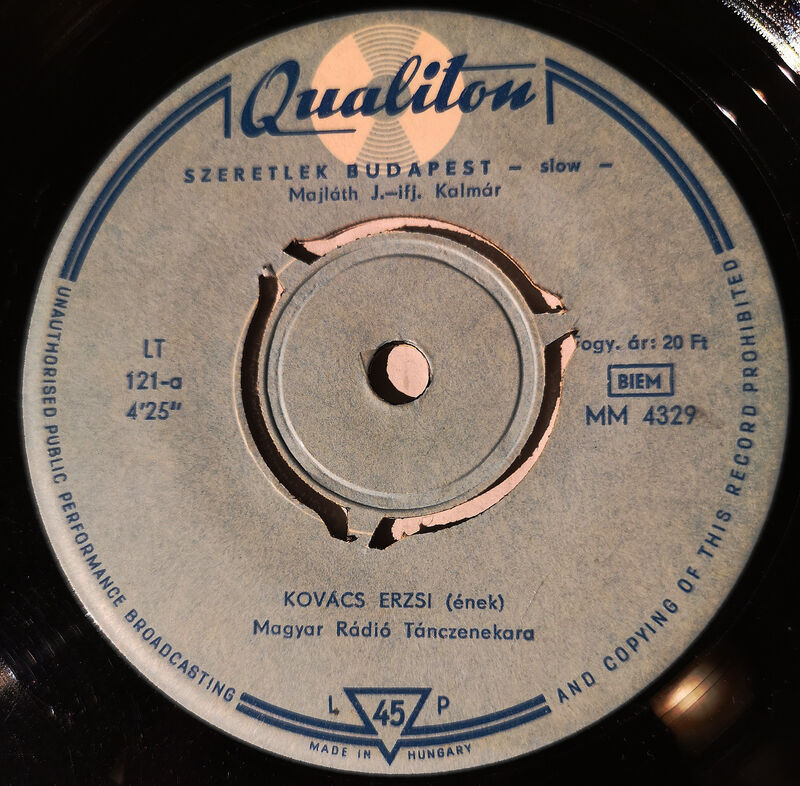 Qualiton
SZERETLEK BUDAPEST – slow –
Majláth J.–ifj. Kalmár
LT
121-a
4'25"
fogy. ár: 20 Ft
BIEM
MM 4329
KOVÁCS ERZSI (ének)
Magyar Rádió Tánczenekara
L 45 P
MADE IN HUNGARY
UNAUTHORISED PUBLIC PERFORMANCE BROADCASTING AND COPYING OF THIS RECORD PROHIBITED